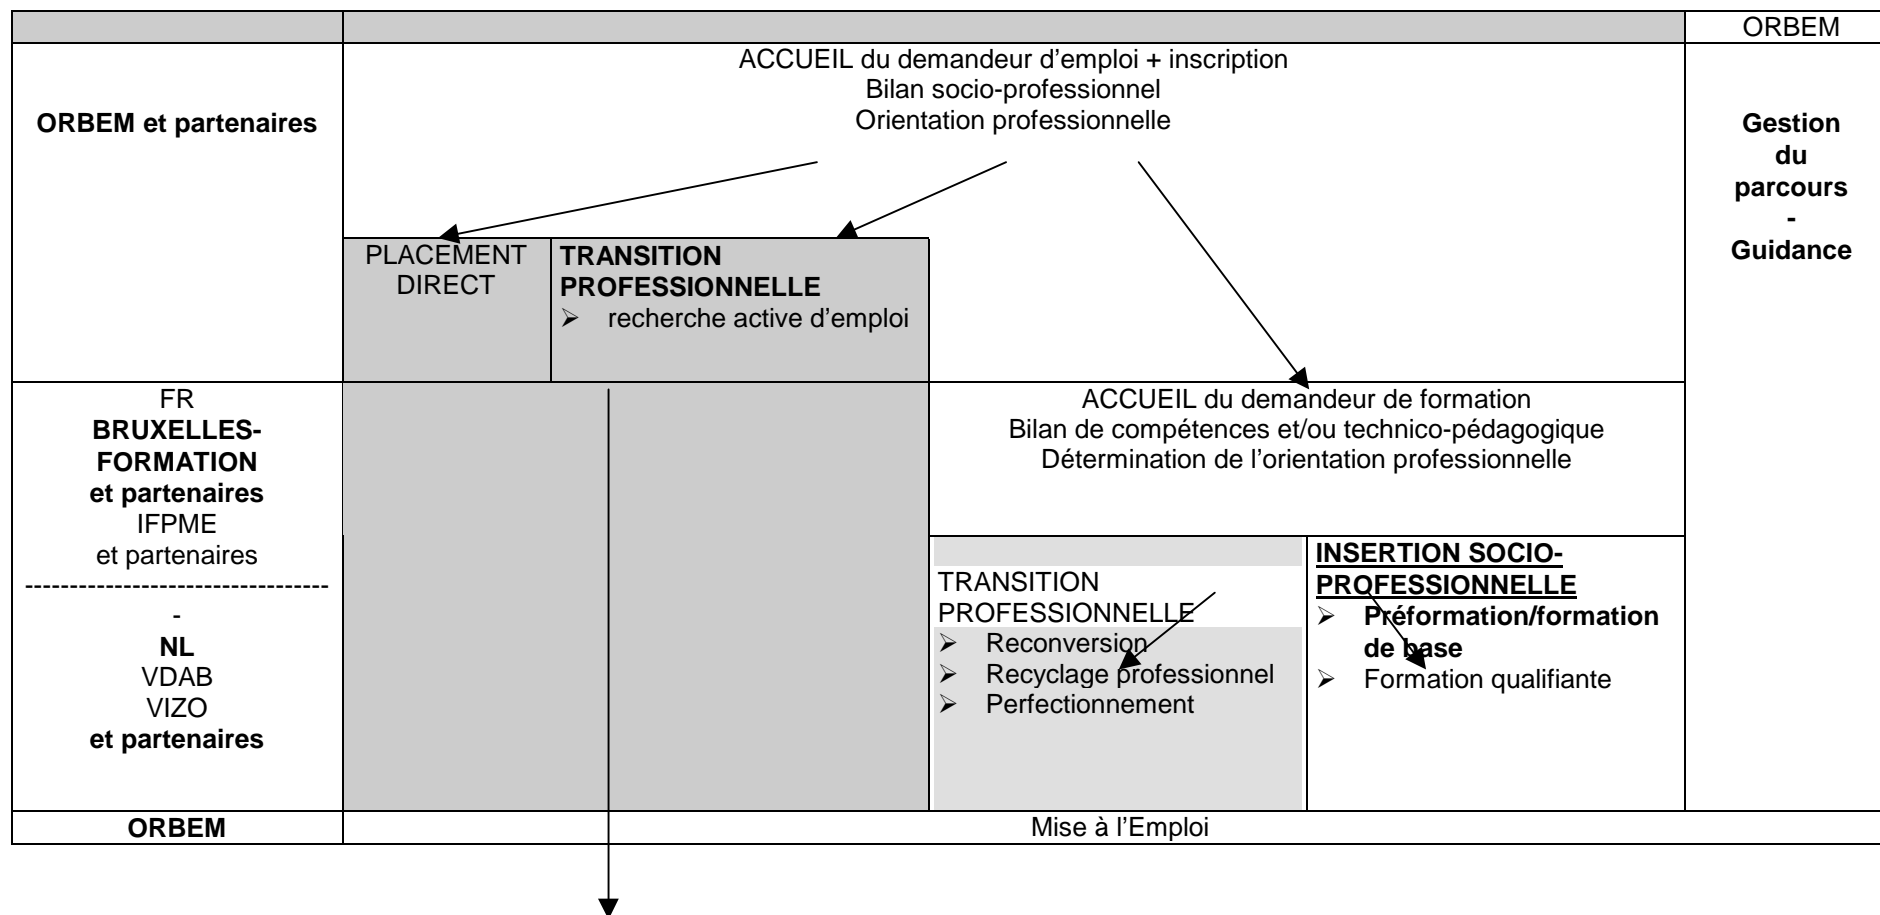 ORBEM
ACCUEIL du demandeur d'emploi + inscription
Bilan socio-professionnel
Orientation professionnelle
ORBEM et partenaires
Gestion
du
parcours
-
Guidance
PLACEMENT
DIRECT
TRANSITION
PROFESSIONNELLE
➢ recherche active d'emploi
FR
BRUXELLES-
FORMATION
et partenaires
IFPME
et partenaires
----------------------------------
-
NL
VDAB
VIZO
et partenaires
ACCUEIL du demandeur de formation
Bilan de compétences et/ou technico-pédagogique
Détermination de l'orientation professionnelle
TRANSITION
PROFESSIONNELLE
➢ Reconversion
➢ Recyclage professionnel
➢ Perfectionnement
INSERTION SOCIO-
PROFESSIONNELLE
➢ Préformation/formation
de base
➢ Formation qualifiante
ORBEM
Mise à l'Emploi